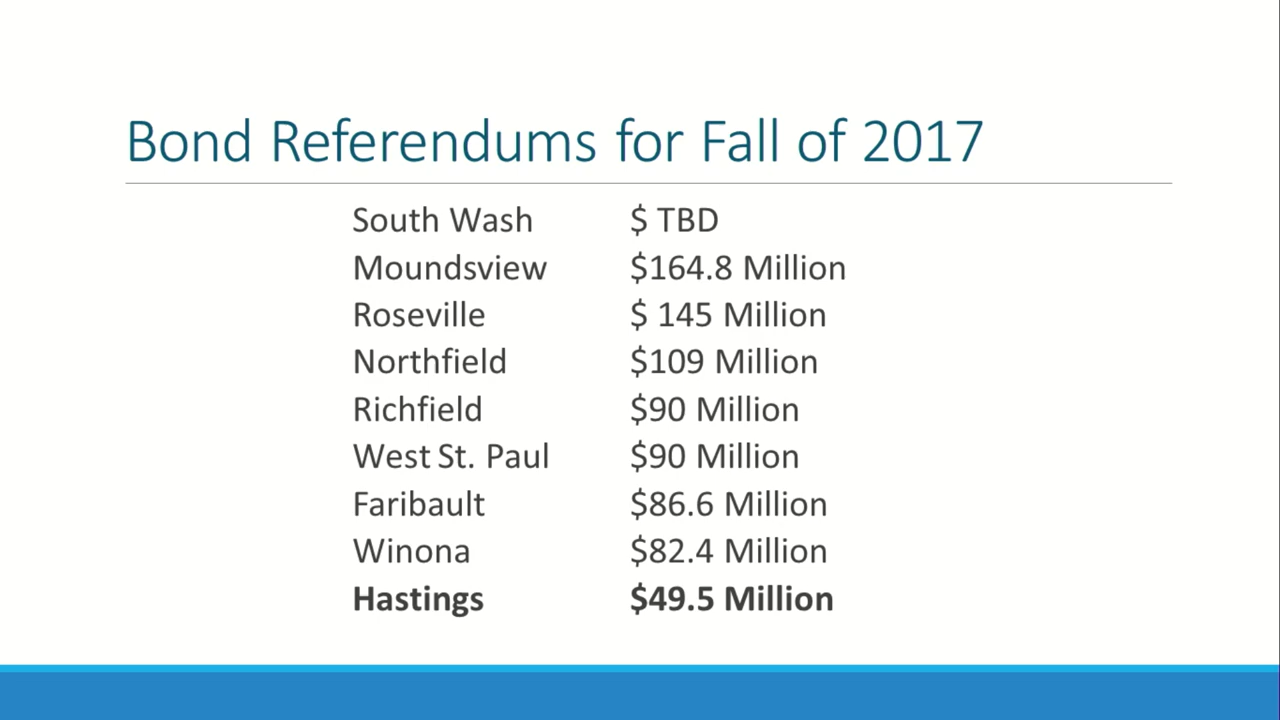 Bond Referendums for Fall of 2017
South Wash $ TBD
Moundsview $164.8 Million
Roseville $ 145 Million
Northfield $109 Million
Richfield $90 Million
West St. Paul $90 Million
Faribault $86.6 Million
Winona $82.4 Million
Hastings $49.5 Million